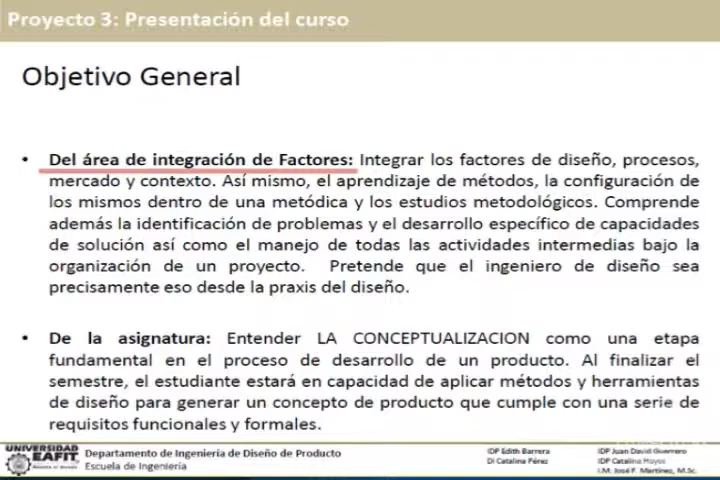 Proyecto 3: Presentación del curso
Objetivo General
• Del área de integración de Factores: Integrar los factores de diseño, procesos,
mercado y contexto. Así mismo, el aprendizaje de métodos, la configuración de
los mismos dentro de una metódica y los estudios metodológicos. Comprende
además la identificación de problemas y el desarrollo específico de capacidades
de solución así como el manejo de todas las actividades intermedias bajo la
organización de un proyecto. Pretende que el ingeniero de diseño sea
precisamente eso desde la praxis del diseño.
• De la asignatura: Entender LA CONCEPTUALIZACION como una etapa
fundamental en el proceso de desarrollo de un producto. Al finalizar el
semestre, el estudiante estará en capacidad de aplicar métodos y herramientas
de diseño para generar un concepto de producto que cumple con una serie de
requisitos funcionales y formales.
UNIVERSIDAD
EAFIT
Departamento de Ingeniería de Diseño de Producto
Escuela de Ingeniería
IDP Edith Barrera
DI Catalina Pérez
IDP Juan David Guerrero
IDP Catalina Hoyos
I.M. José F. Martínez, M.Sc.